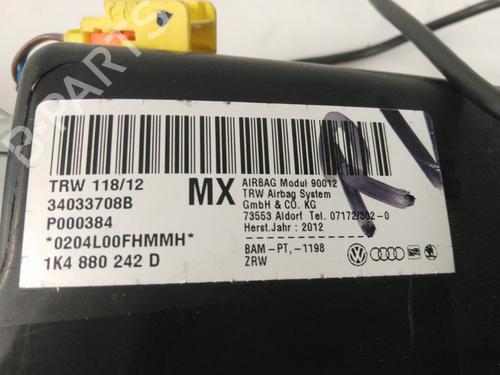 TRW 118/12
34033708B
P000384
*0204L00FHMMH*
1K4 880 242 D
MX
AIRBAG Modul 90012
TRW Airbag System
GmbH & CO. KG
73553 Aldorf Tel. 07172/302-0
Herst.Jahr : 2012
BAM-PT,-1198
ZRW
R
B-PARTS